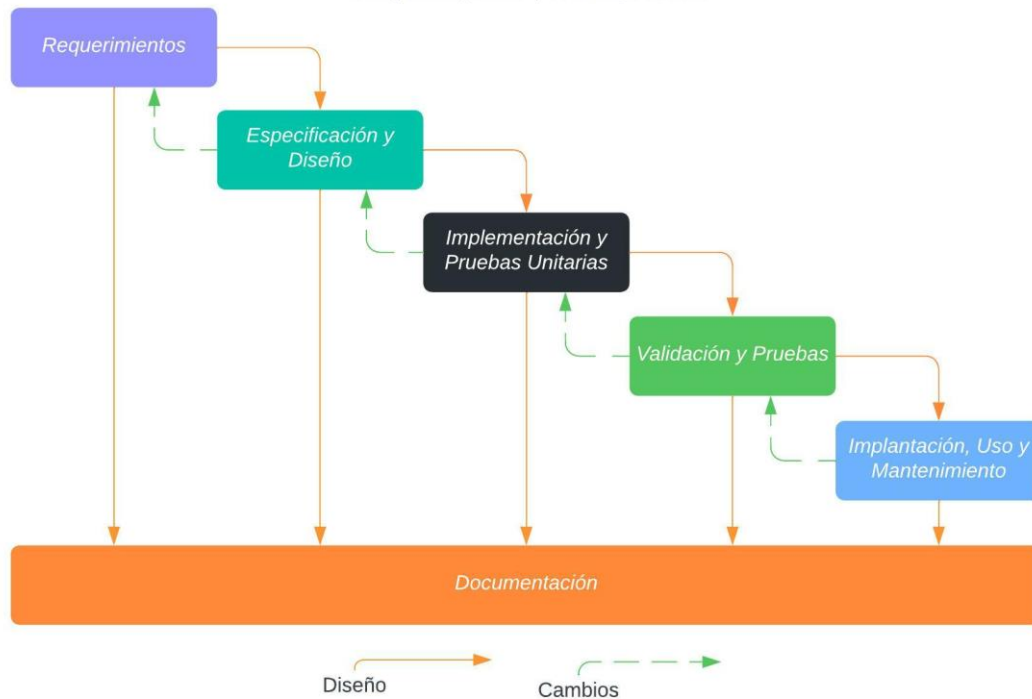 Requerimientos
Especificación y
Diseño
Implementación y
Pruebas Unitarias
Validación y Pruebas
Implantación, Uso y
Mantenimiento
Documentación
Diseño
Cambios